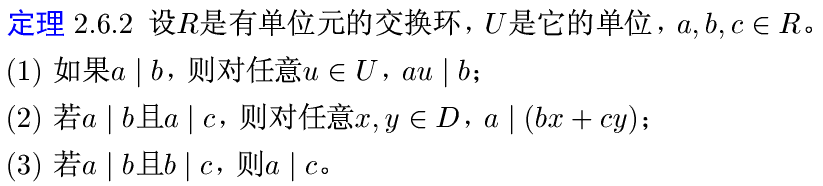 定理 2.6.2 设R是有单位元的交换环，U是它的单位，a, b, c ∈ R。
(1) 如果a | b，则对任意u ∈ U，au | b；
(2) 若a | b且a | c，则对任意x, y ∈ D，a | (bx + cy)；
(3) 若a | b且b | c，则a | c。